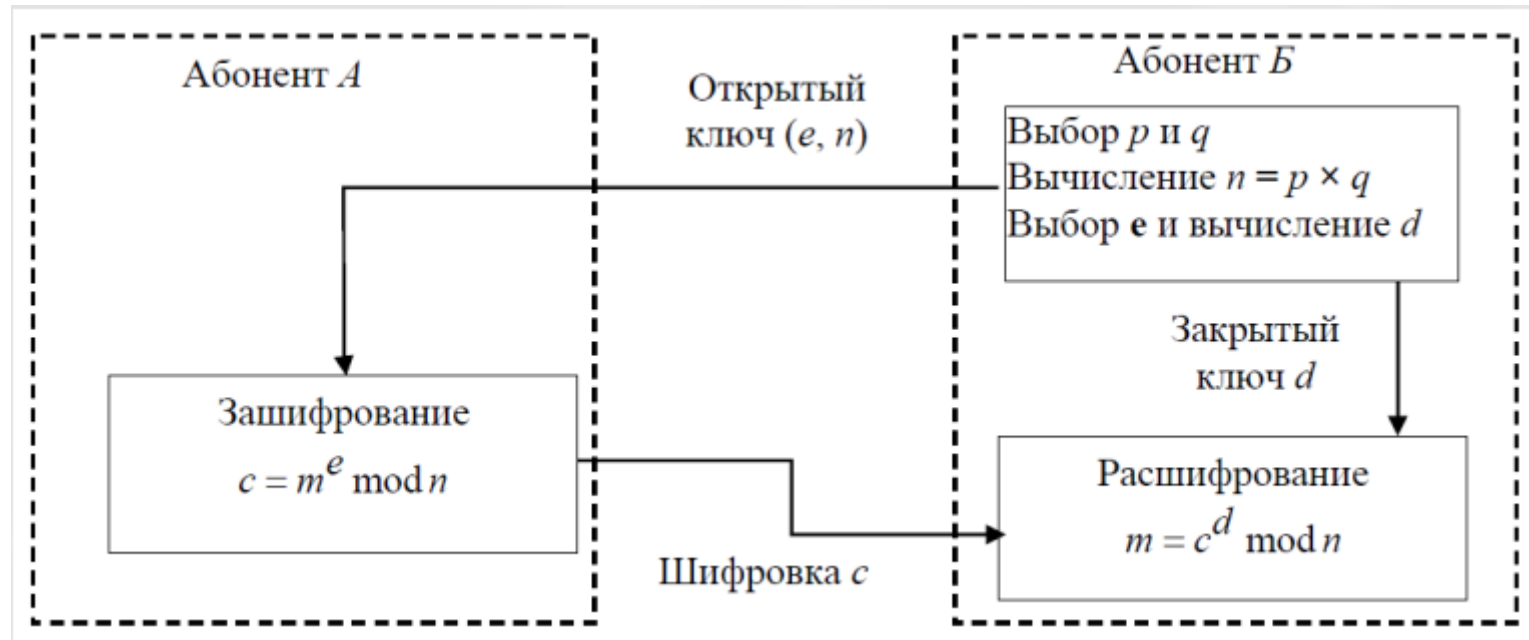 Абонент А
Открытый
ключ (e, n)
Абонент Б
Выбор p и q
Вычисление n = p × q
Выбор e и вычисление d
Закрытый
ключ d
Зашифрование
c = m^e mod n
Шифровка c
Расшифрование
m = c^d mod n